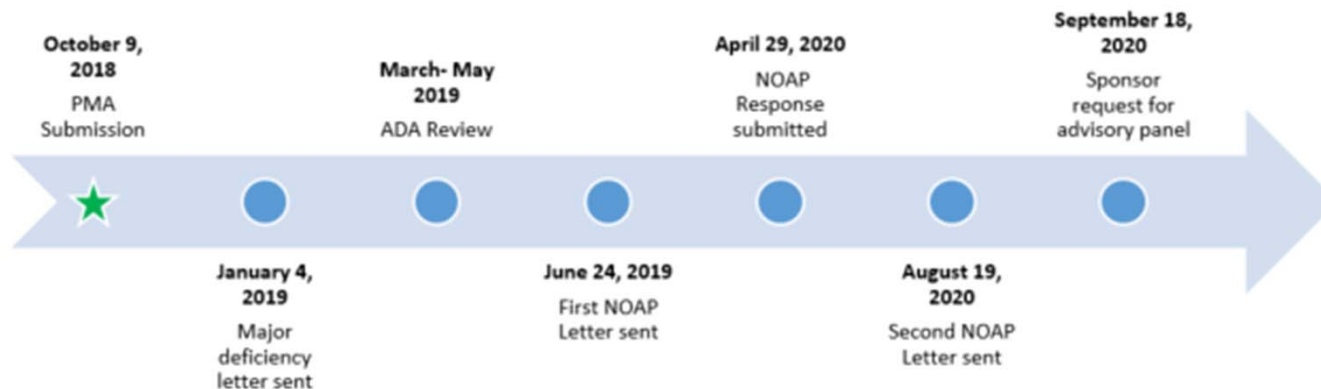 October 9,
2018
PMA
Submission
January 4,
2019
Major
deficiency
letter sent
March- May
2019
ADA Review
June 24, 2019
First NOAP
Letter sent
April 29, 2020
NOAP
Response
submitted
August 19,
2020
Second NOAP
Letter sent
September 18,
2020
Sponsor
request for
advisory panel